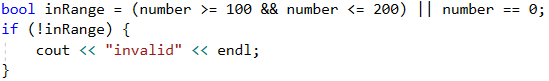 bool inRange = (number >= 100 && number <= 200) || number == 0;
if (!inRange) {
    cout << "invalid" << endl;
}